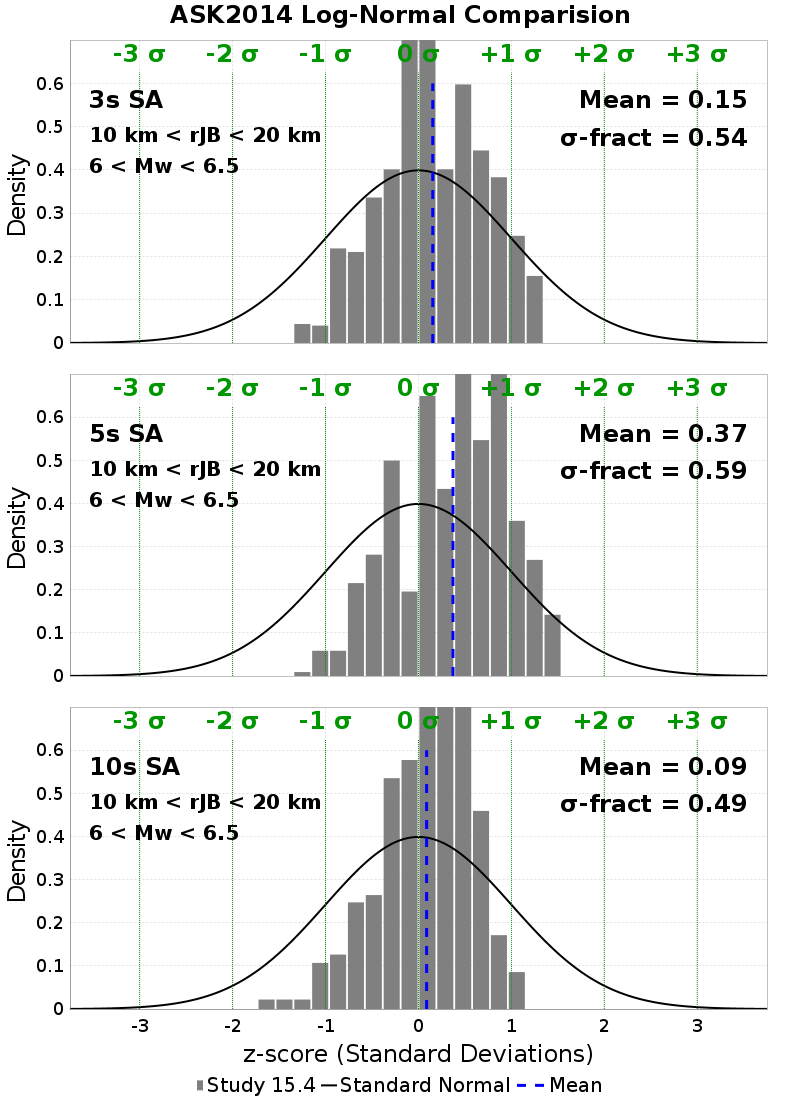 ASK2014 Log-Normal Comparision
-3 σ -2 σ -1 σ 0 σ +1 σ +2 σ +3 σ
3s SA
10 km < rJB < 20 km
6 < Mw < 6.5
Mean = 0.15
σ-fract = 0.54
0.6
0.5
0.4
0.3
0.2
0.1
0
Density
-3 σ -2 σ -1 σ 0 σ +1 σ +2 σ +3 σ
5s SA
10 km < rJB < 20 km
6 < Mw < 6.5
Mean = 0.37
σ-fract = 0.59
0.6
0.5
0.4
0.3
0.2
0.1
0
Density
-3 σ -2 σ -1 σ 0 σ +1 σ +2 σ +3 σ
10s SA
10 km < rJB < 20 km
6 < Mw < 6.5
Mean = 0.09
σ-fract = 0.49
0.6
0.5
0.4
0.3
0.2
0.1
0
Density
-3 -2 -1 0 1 2 3
z-score (Standard Deviations)
Study 15.4 Standard Normal Mean